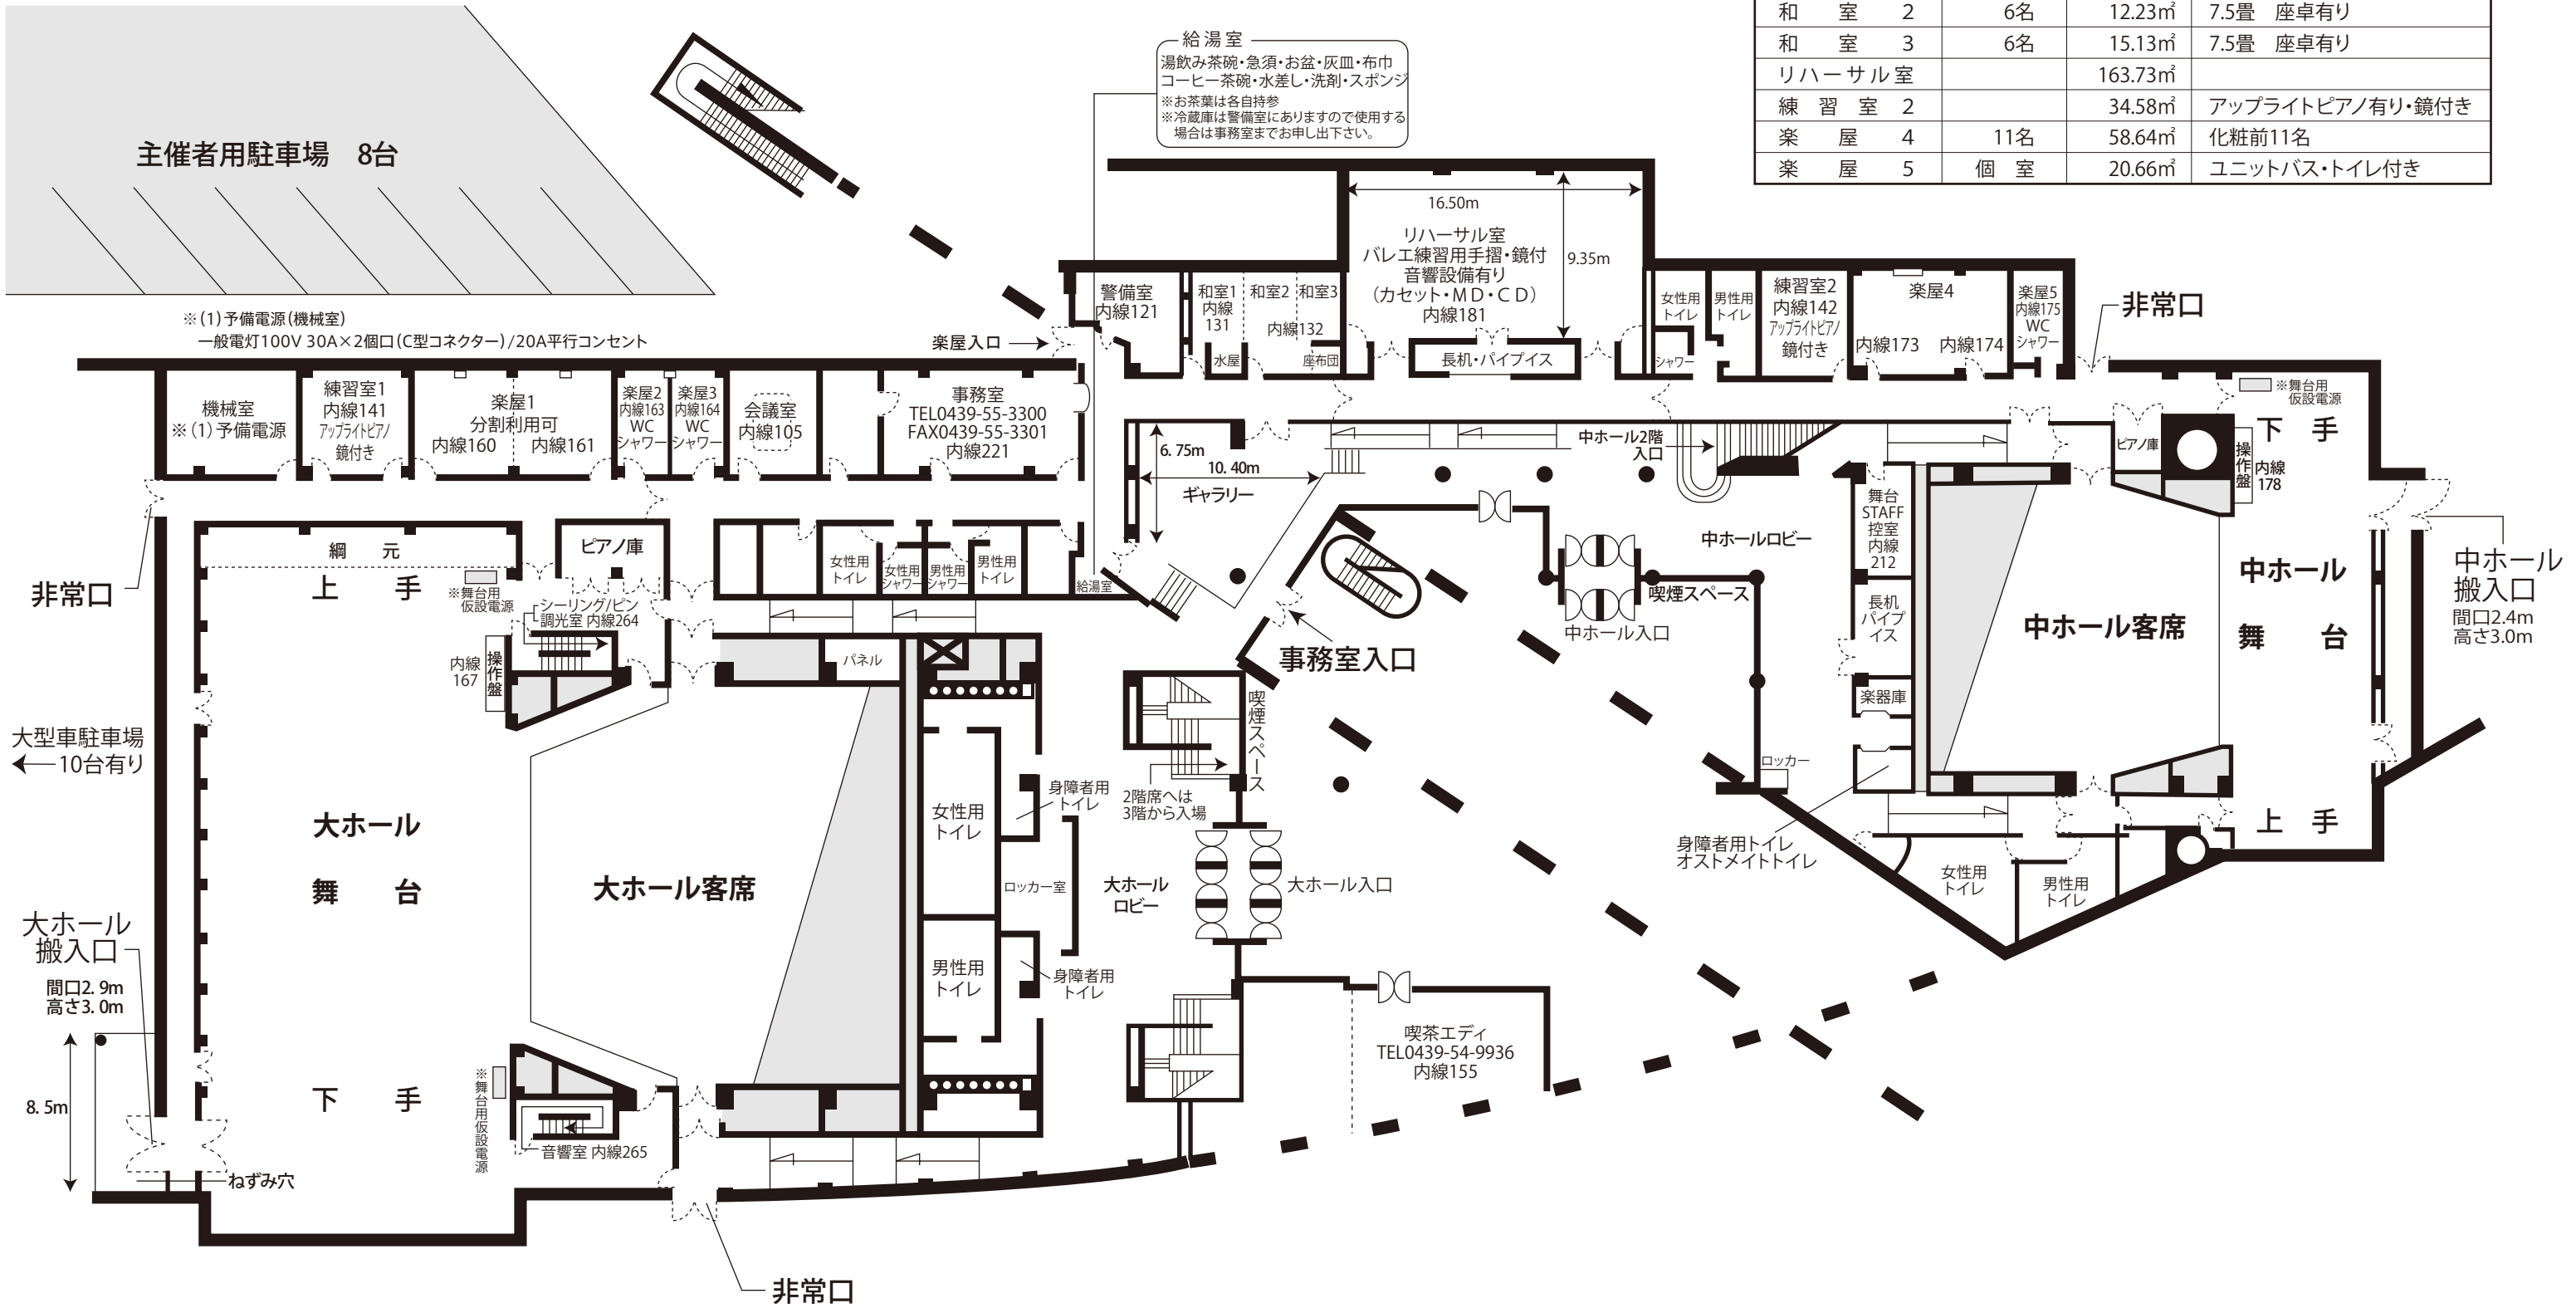 和室2 6名 12.23㎡ 7.5畳 座卓有り
和室3 6名 15.13㎡ 7.5畳 座卓有り
リハーサル室 163.73㎡
練習室2 34.58㎡ アップライトピアノ有り・鏡付き
楽屋4 11名 58.64㎡ 化粧前11名
楽屋5 個室 20.66㎡ ユニットバス・トイレ付き
給湯室
湯飲み茶碗・急須・お盆・灰皿・布巾
コーヒー茶碗・水差し・洗剤・スポンジ
※お茶葉は各自持参
※冷蔵庫は警備室にありますので使用する
場合は事務室までお申し出下さい。
主催者用駐車場 8台
※(1)予備電源(機械室)
一般電灯100V 30A×2個口(C型コネクター)/20A平行コンセント
楽屋入口
警備室
内線121
和室1
内線
131
和室2
和室3
内線132
水屋
座布団
16.50m
9.35m
リハーサル室
バレエ練習用手摺・鏡付
音響設備有り
(カセット・MD・CD)
内線181
長机・パイプイス
女性用
トイレ
男性用
トイレ
シャワー
練習室2
内線142
アップライトピアノ
鏡付き
楽屋4
内線173
内線174
楽屋5
内線175
WC
シャワー
非常口
機械室
※(1)予備電源
練習室1
内線141
アップライトピアノ
鏡付き
楽屋1
分割利用可
内線160
内線161
楽屋2
内線163
WC
シャワー
楽屋3
内線164
WC
シャワー
会議室
内線105
事務室
TEL0439-55-3300
FAX0439-55-3301
内線221
6.75m
10.40m
ギャラリー
中ホール2階
入口
※舞台用
仮設電源
下手
ピアノ庫
操作盤
内線
178
舞台
STAFF
控室
内線
212
中ホールロビー
長机
パイプ
イス
楽器庫
中ホール客席
中ホール
舞台
中ホール
搬入口
間口2.4m
高さ3.0m
綱元
上手
ピアノ庫
※舞台用
仮設電源
シーリング/ピン
調光室 内線264
女性用
トイレ
女性用
シャワー
男性用
シャワー
男性用
トイレ
給湯室
非常口
内線
167
操作盤
パネル
喫煙スペース
中ホール入口
事務室入口
喫煙スペース
2階席へは
3階から入場
ロッカー
身障者用トイレ
オストメイトトイレ
上手
女性用
トイレ
男性用
トイレ
大型車駐車場
10台有り
大ホール
舞台
大ホール客席
女性用
トイレ
身障者用
トイレ
ロッカー室
男性用
トイレ
身障者用
トイレ
大ホール
ロビー
大ホール入口
大ホール
搬入口
間口2.9m
高さ3.0m
8.5m
ねずみ穴
下手
※舞台用仮設電源
音響室 内線265
喫茶エディ
TEL0439-54-9936
内線155
非常口